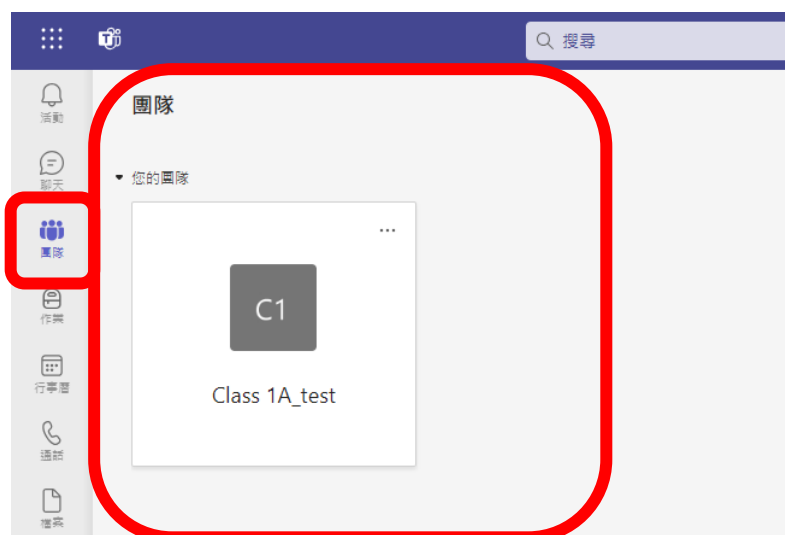 搜尋
活動
團隊
聊天
您的團隊
團隊
...
C1
作業
Class 1A_test
行事曆
通話
檔案